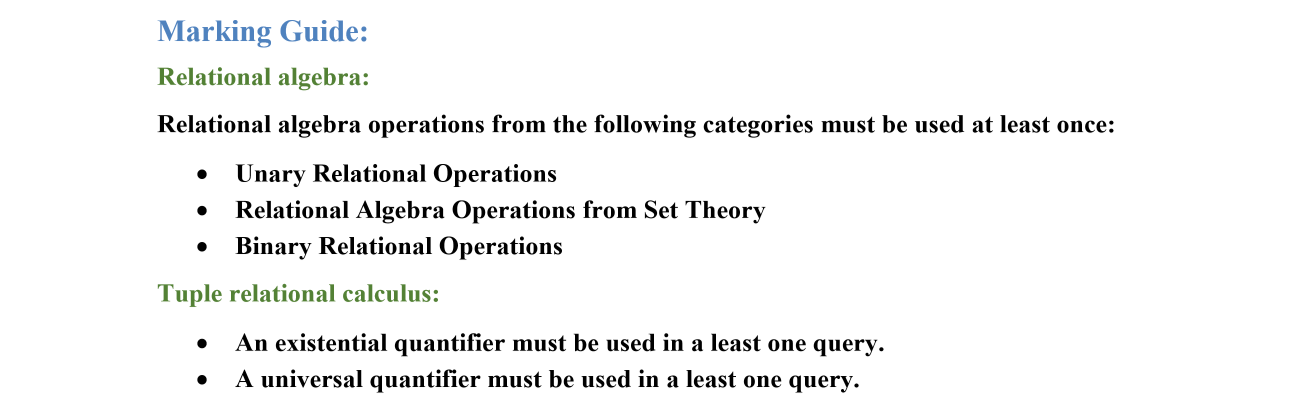 Marking Guide:
Relational algebra:
Relational algebra operations from the following categories must be used at least once:
• Unary Relational Operations
• Relational Algebra Operations from Set Theory
• Binary Relational Operations
Tuple relational calculus:
• An existential quantifier must be used in a least one query.
• A universal quantifier must be used in a least one query.